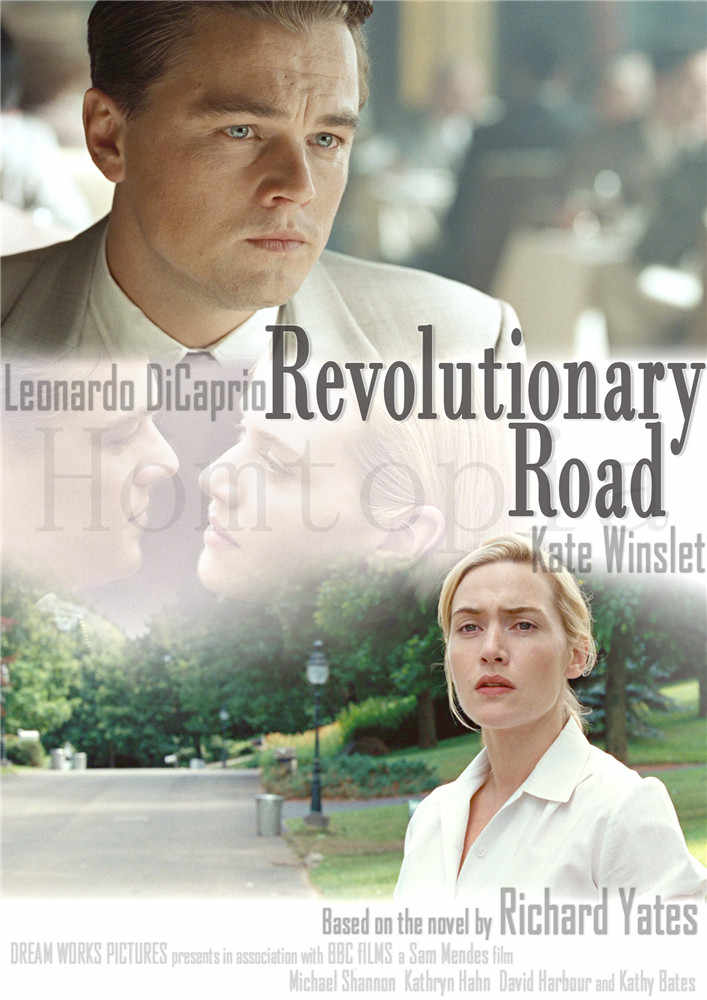 Leonardo DiCaprio
Revolutionary
Road
Homtopia
Kate Winslet
Based on the novel by Richard Yates
DREAM WORKS PICTURES presents in association with BBC fILMS a Sam Mendes film
Michael Shannon Kathryn Hahn David Harbour and Kathy Bates